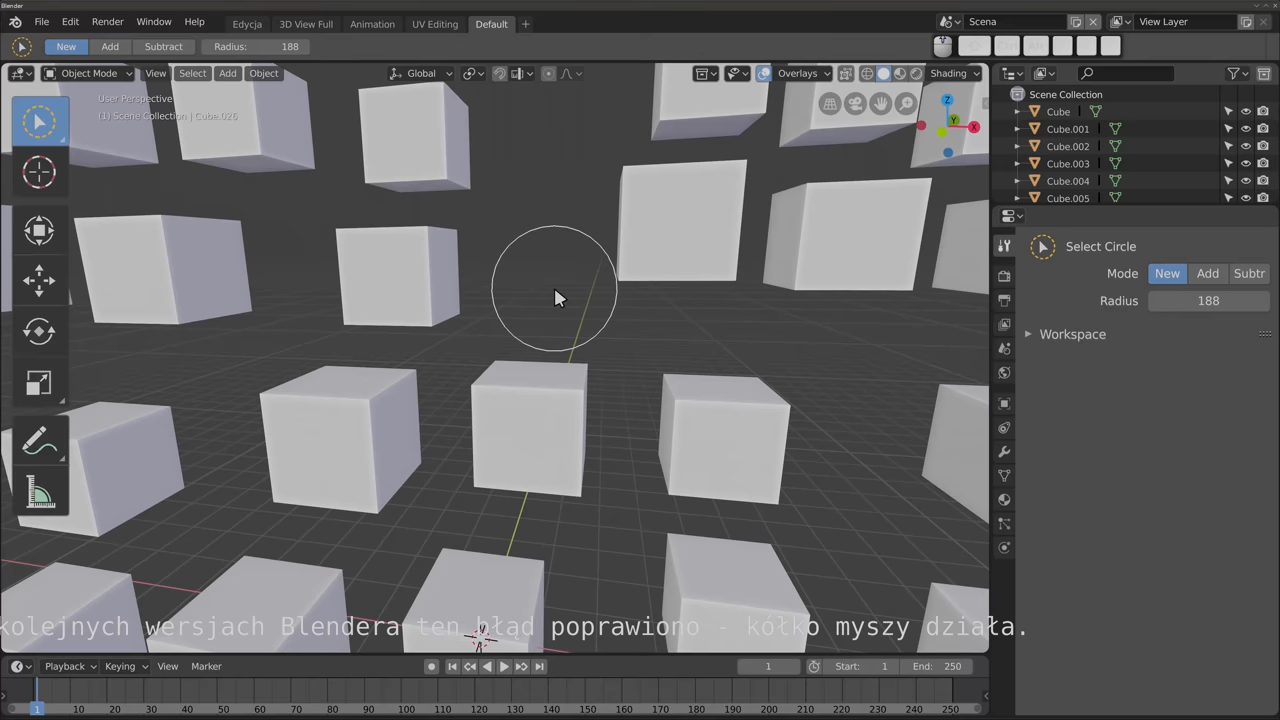 Blender
File Edit Render Window Help
Edycja 3D View Full Animation UV Editing Default +
Scena
View Layer
New Add Subtract Radius: 188
Object Mode View Select Add Object
Global
Overlays
Shading
User Perspective
(1) Scene Collection | Cube.026
Z
Y
X
Scene Collection
Cube
Cube.001
Cube.002
Cube.003
Cube.004
Cube.005
Select Circle
Mode New Add Subtr
Radius 188
Workspace
kolejnych wersjach Blendera ten błąd poprawiono - kółko myszy działa.
Playback Keying View Marker
1
Start: 1
End: 250
1 10 20 30 40 50 60 70 80 90 100 110 120 130 140 150 160 170 180 190 200 210 220 230 240 250